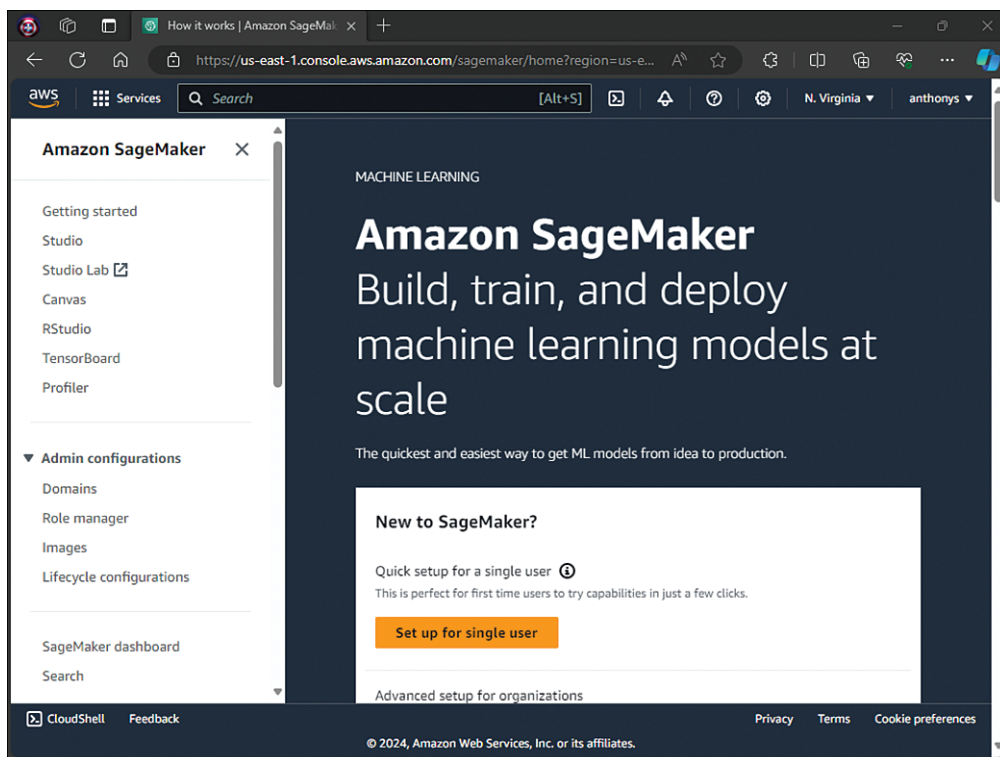 How it works | Amazon SageMak
https://us-east-1.console.aws.amazon.com/sagemaker/home?region=us-e...
aws
Services
Search
[Alt+S]
N. Virginia
anthonys
Amazon SageMaker
Getting started
Studio
Studio Lab
Canvas
RStudio
TensorBoard
Profiler
Admin configurations
Domains
Role manager
Images
Lifecycle configurations
SageMaker dashboard
Search
MACHINE LEARNING
Amazon SageMaker
Build, train, and deploy
machine learning models at
scale
The quickest and easiest way to get ML models from idea to production.
New to SageMaker?
Quick setup for a single user
This is perfect for first time users to try capabilities in just a few clicks.
Set up for single user
Advanced setup for organizations
CloudShell
Feedback
Privacy
Terms
Cookie preferences
© 2024, Amazon Web Services, Inc. or its affiliates.